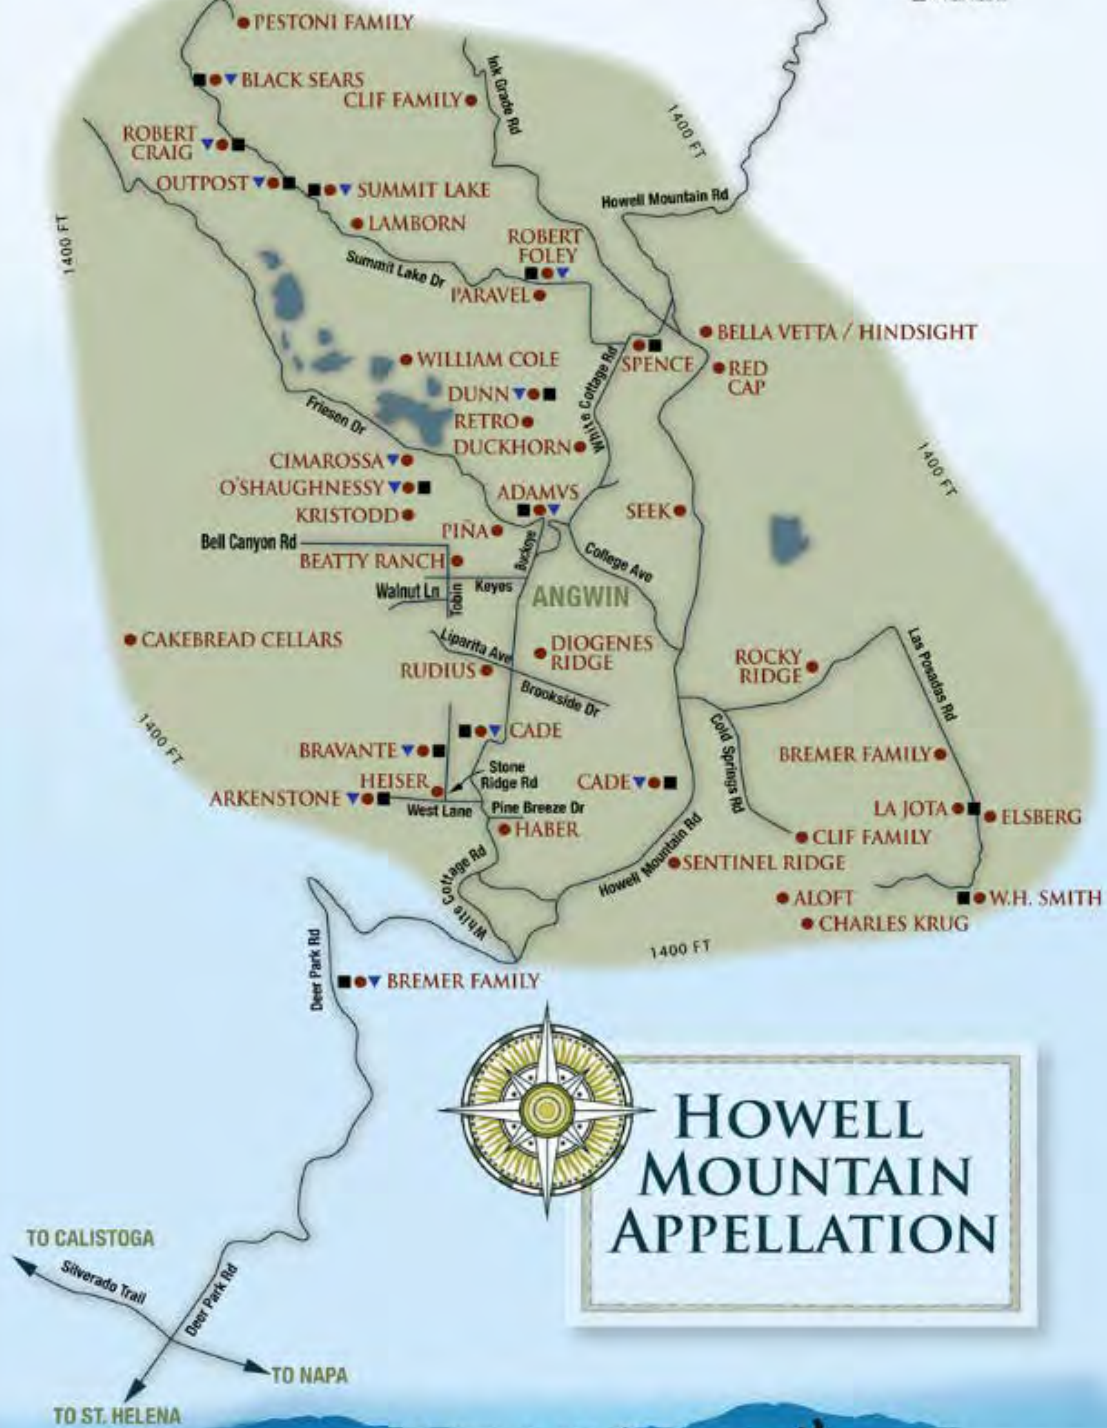 PESTONI FAMILY
BLACK SEARS
CLIF FAMILY
Ink Grade Rd
1400 FT
ROBERT
CRAIG
OUTPOST
SUMMIT LAKE
Howell Mountain Rd
LAMBORN
1400 FT
ROBERT
FOLEY
Summit Lake Dr
PARAVEL
BELLA VETTA / HINDSIGHT
WILLIAM COLE
SPENCE
RED
CAP
White Cottage Rd
DUNN
Friesen Dr
RETRO
DUCKHORN
1400 FT
CIMAROSSA
O'SHAUGHNESSY
ADAMVS
KRISTODD
SEEK
PIÑA
Bell Canyon Rd
Buckeye
College Ave
BEATTY RANCH
Walnut Ln
Tobin
Keyes
ANGWIN
CAKEBREAD CELLARS
Liparita Ave
DIOGENES
RIDGE
Las Posadas Rd
ROCKY
RIDGE
RUDIUS
Brookside Dr
1400 FT
CADE
Cold Springs Rd
BRAVANTE
BREMER FAMILY
Stone
Ridge Rd
HEISER
CADE
ARKENSTONE
West Lane
Pine Breeze Dr
LA JOTA
ELSBERG
HABER
CLIF FAMILY
Howell Mountain Rd
SENTINEL RIDGE
White Cottage Rd
ALOFT
W.H. SMITH
CHARLES KRUG
1400 FT
Deer Park Rd
BREMER FAMILY
HOWELL
MOUNTAIN
APPELLATION
TO CALISTOGA
Silverado Trail
Deer Park Rd
TO NAPA
TO ST. HELENA